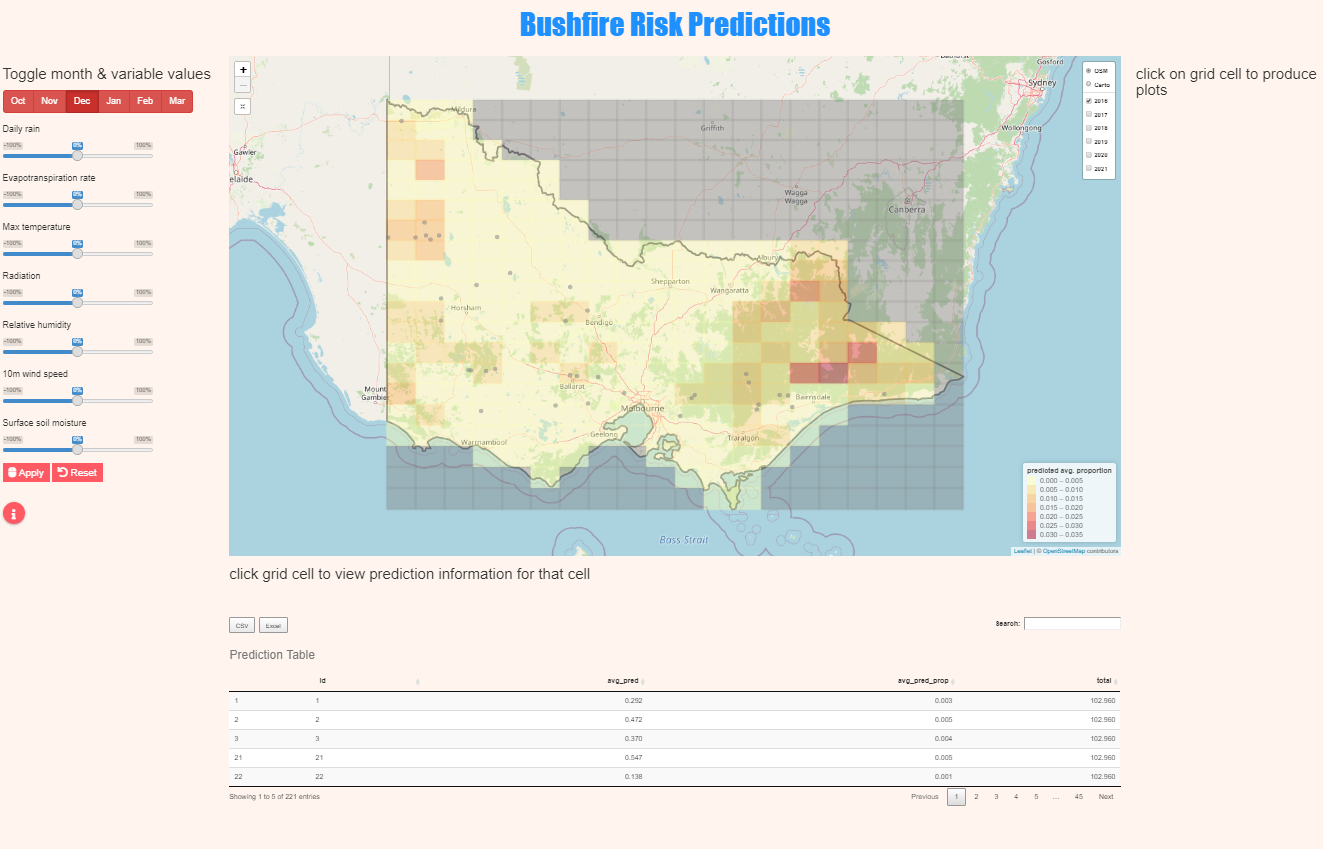 Bushfire Risk Predictions
Toggle month & variable values
Oct Nov Dec Jan Feb Mar
Daily rain
-100% 0% 100%
Evapotranspiration rate
-100% 0% 100%
Max temperature
-100% 0% 100%
Radiation
-100% 0% 100%
Relative humidity
-100% 0% 100%
10m wind speed
-100% 0% 100%
Surface soil moisture
-100% 0% 100%
Apply Reset
i
+
−
Gosford
Sydney
Wollongong
Mildura
Griffith
Gawler
elaide
Wagga
Wagga
Canberra
Albury
Shepparton
Wangaratta
Horsham
Bendigo
Mount
Gambier
Ballarat
Bairnsdale
Melbourne
Geelong
Traralgon
Warrnambool
Bass Strait
OSM
Carto
2016
2017
2018
2019
2020
2021
predicted avg. proportion
0.000 – 0.005
0.005 – 0.010
0.010 – 0.015
0.015 – 0.020
0.020 – 0.025
0.025 – 0.030
0.030 – 0.035
Leaflet | © OpenStreetMap contributors
click on grid cell to produce
plots
click grid cell to view prediction information for that cell
CSV Excel
Search:
Prediction Table
id avg_pred avg_pred_prop total
1 1 0.292 0.003 102.960
2 2 0.472 0.005 102.960
3 3 0.370 0.004 102.960
21 21 0.547 0.005 102.960
22 22 0.138 0.001 102.960
Showing 1 to 5 of 221 entries
Previous 1 2 3 4 5 … 45 Next